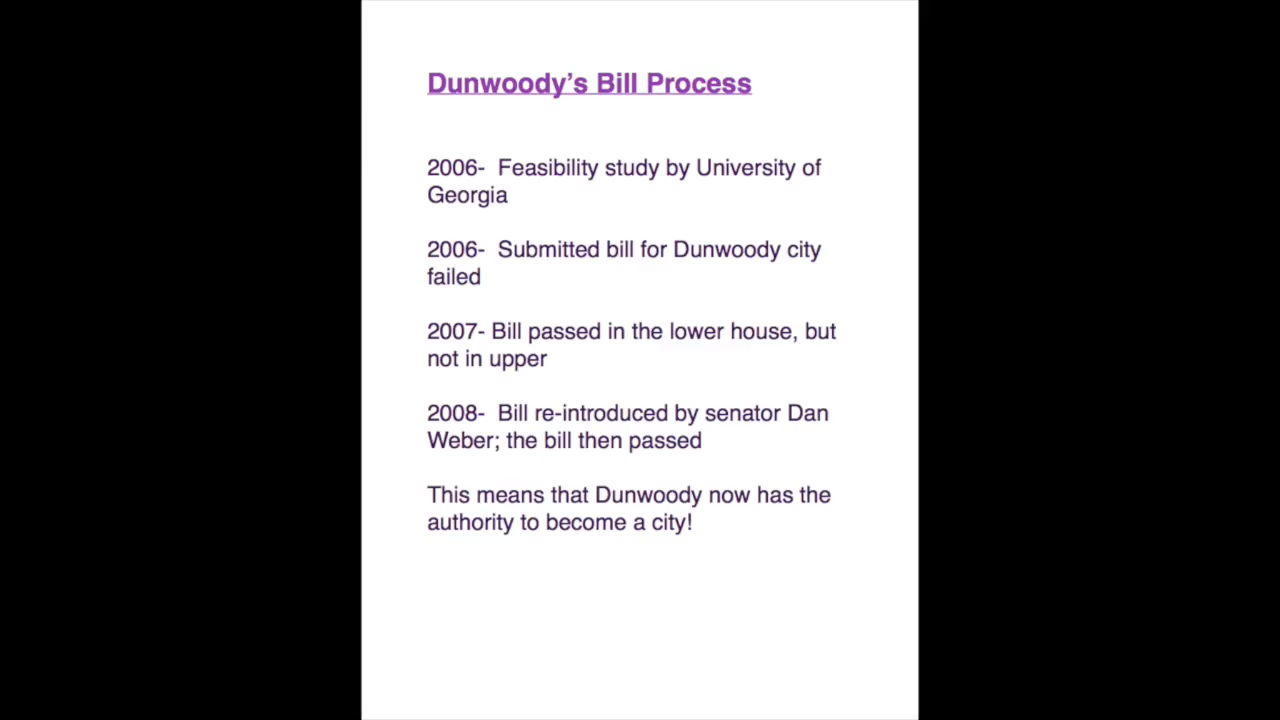 Dunwoody's Bill Process
2006-  Feasibility study by University of
Georgia
2006-  Submitted bill for Dunwoody city
failed
2007- Bill passed in the lower house, but
not in upper
2008-  Bill re-introduced by senator Dan
Weber; the bill then passed
This means that Dunwoody now has the
authority to become a city!